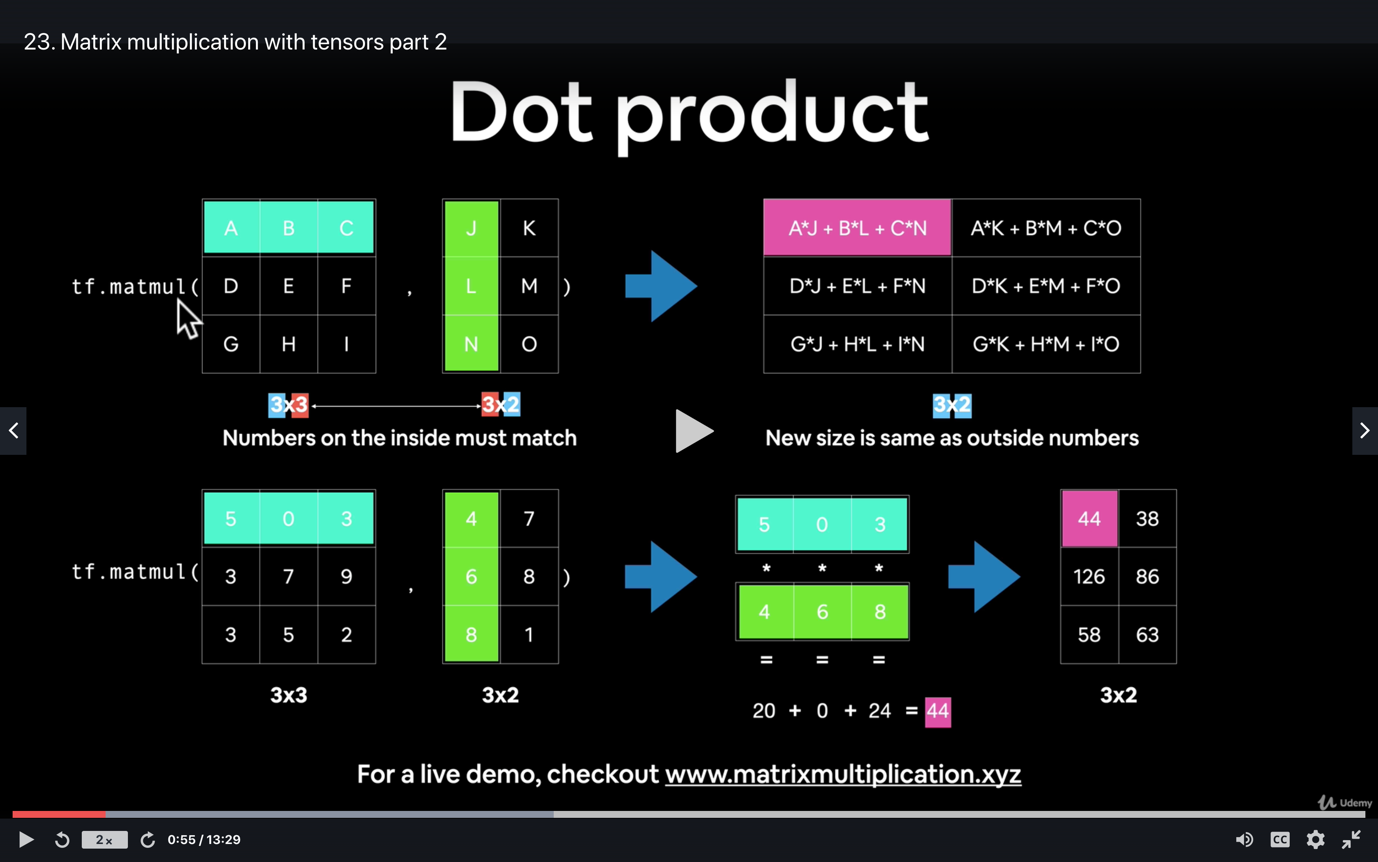 23. Matrix multiplication with tensors part 2
Dot product
tf.matmul(
A B C
D E F
G H I
,
J K
L M
N O
)
A*J + B*L + C*N A*K + B*M + C*O
D*J + E*L + F*N D*K + E*M + F*O
G*J + H*L + I*N G*K + H*M + I*O
3x3
3x2
3x2
Numbers on the inside must match
New size is same as outside numbers
tf.matmul(
5 0 3
3 7 9
3 5 2
,
4 7
6 8
8 1
)
5 0 3
* * *
4 6 8
= = =
20 + 0 + 24 = 44
44 38
126 86
58 63
3x3
3x2
3x2
For a live demo, checkout www.matrixmultiplication.xyz
Udemy
2x
0:55 / 13:29
CC